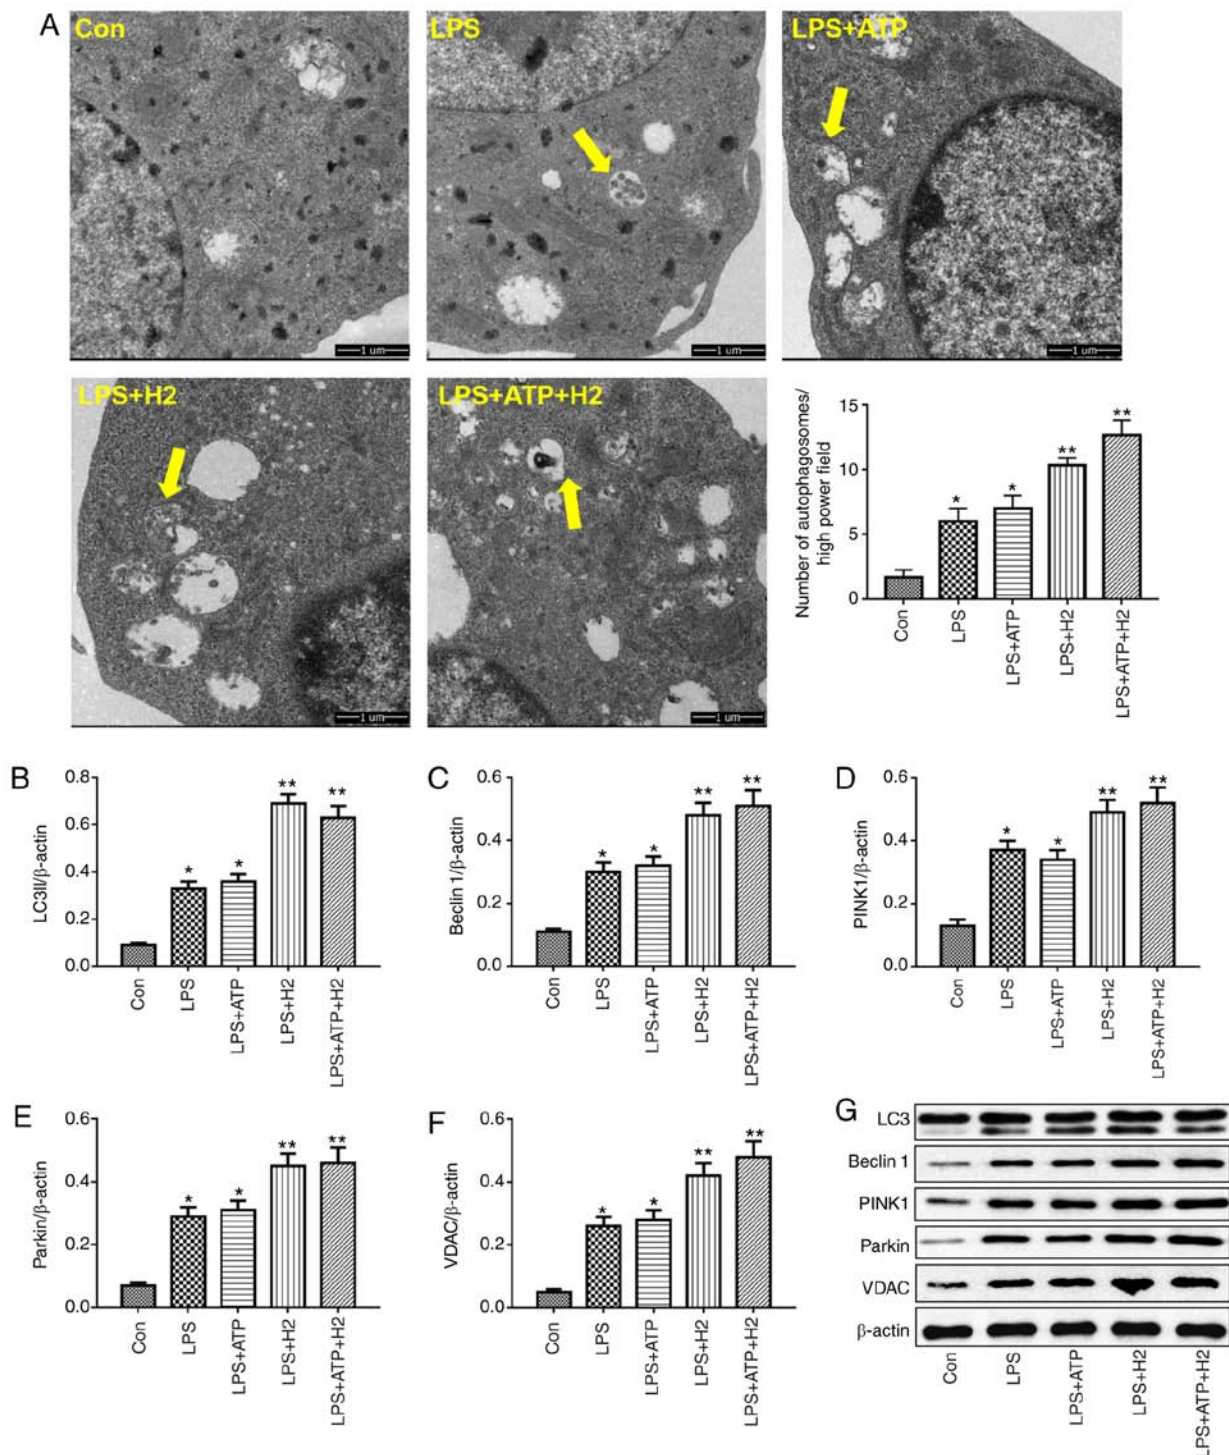 A
Con
LPS
LPS+ATP
1 um
1 um
1 um
LPS+H2
LPS+ATP+H2
1 um
1 um
Number of autophagosomes/
high power field
15
10
5
0
*
*
**
**
Con
LPS
LPS+ATP
LPS+H2
LPS+ATP+H2
B
LC3II/β-actin
0.8
0.6
0.4
0.2
0.0
*
*
**
**
Con
LPS
LPS+ATP
LPS+H2
LPS+ATP+H2
C
Beclin 1/β-actin
0.6
0.4
0.2
0.0
*
*
**
**
Con
LPS
LPS+ATP
LPS+H2
LPS+ATP+H2
D
PINK1/β-actin
0.6
0.4
0.2
0.0
*
*
**
**
Con
LPS
LPS+ATP
LPS+H2
LPS+ATP+H2
E
Parkin/β-actin
0.6
0.4
0.2
0.0
*
*
**
**
Con
LPS
LPS+ATP
LPS+H2
LPS+ATP+H2
F
VDAC/β-actin
0.6
0.4
0.2
0.0
*
*
**
**
Con
LPS
LPS+ATP
LPS+H2
LPS+ATP+H2
G
LC3
Beclin 1
PINK1
Parkin
VDAC
β-actin
Con
LPS
LPS+ATP
LPS+H2
LPS+ATP+H2